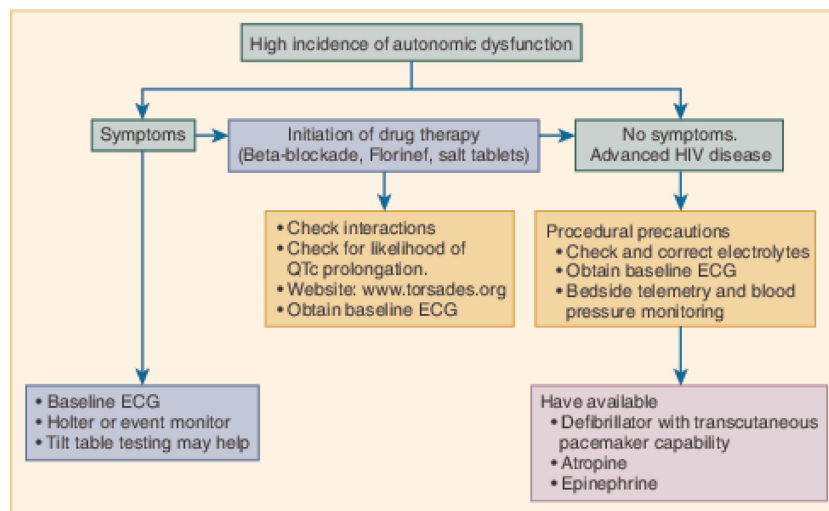 High incidence of autonomic dysfunction
Symptoms
Initiation of drug therapy
(Beta-blockade, Florinef, salt tablets)
No symptoms.
Advanced HIV disease
• Check interactions
• Check for likelihood of
QTc prolongation.
• Website: www.torsades.org
• Obtain baseline ECG
Procedural precautions
• Check and correct electrolytes
• Obtain baseline ECG
• Bedside telemetry and blood
pressure monitoring
• Baseline ECG
• Holter or event monitor
• Tilt table testing may help
Have available
• Defibrillator with transcutaneous
pacemaker capability
• Atropine
• Epinephrine